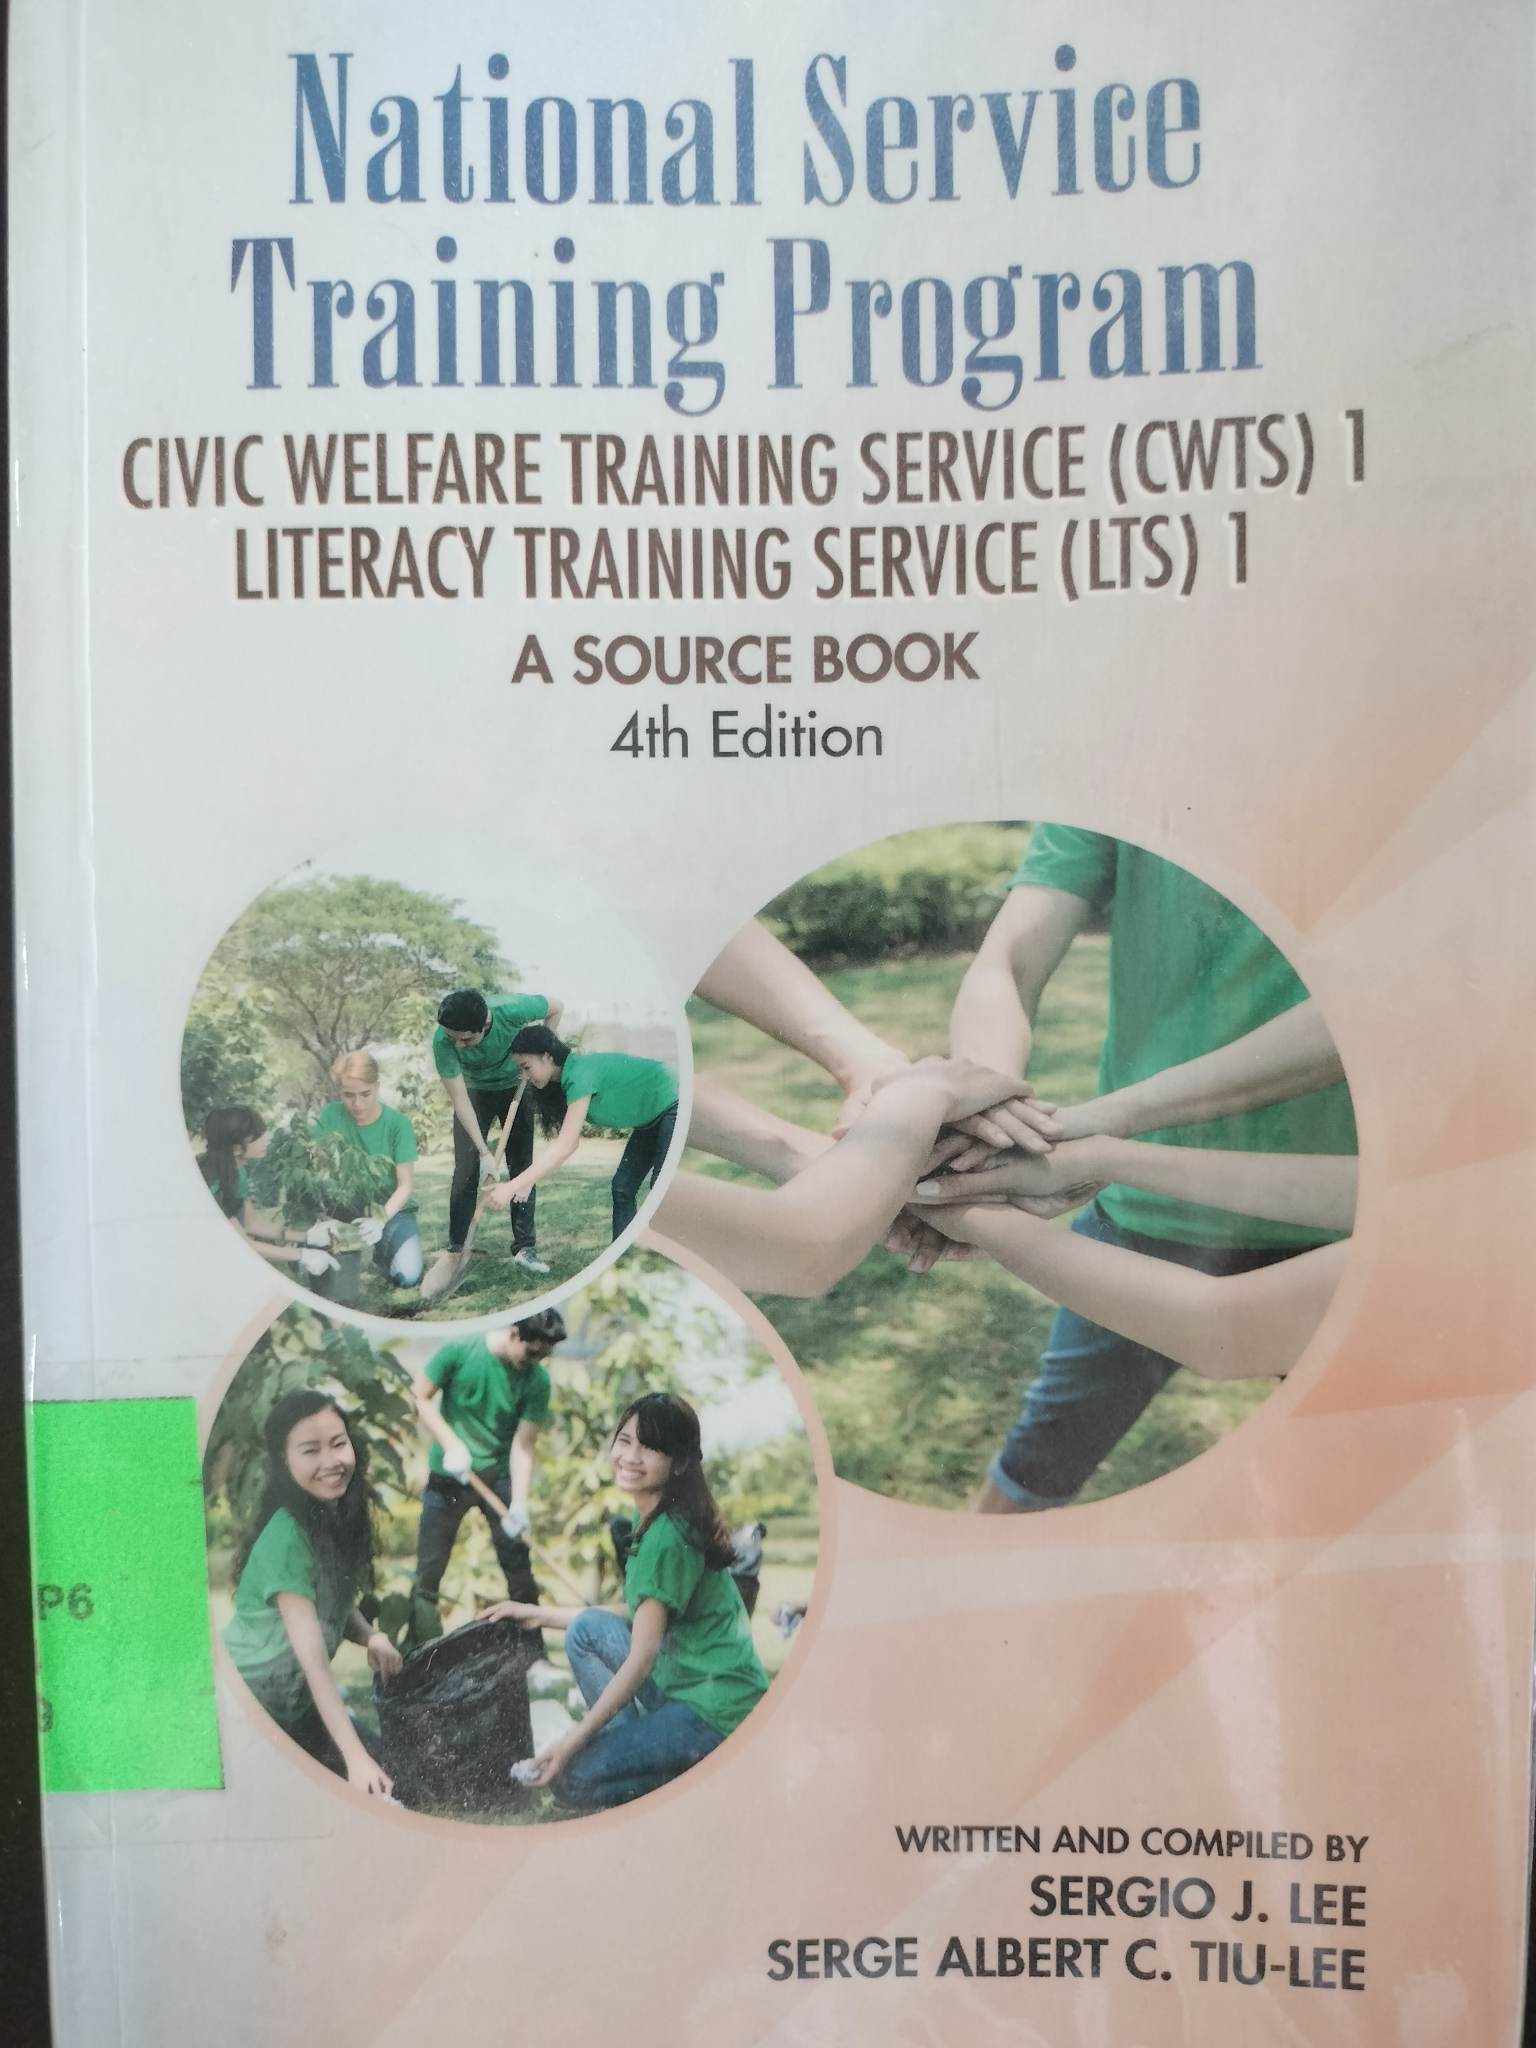 National Service
Training Program
CIVIC WELFARE TRAINING SERVICE (CWTS) 1
LITERACY TRAINING SERVICE (LTS) 1
A SOURCE BOOK
4th Edition
P6
WRITTEN AND COMPILED BY
SERGIO J. LEE
SERGE ALBERT C. TIU-LEE